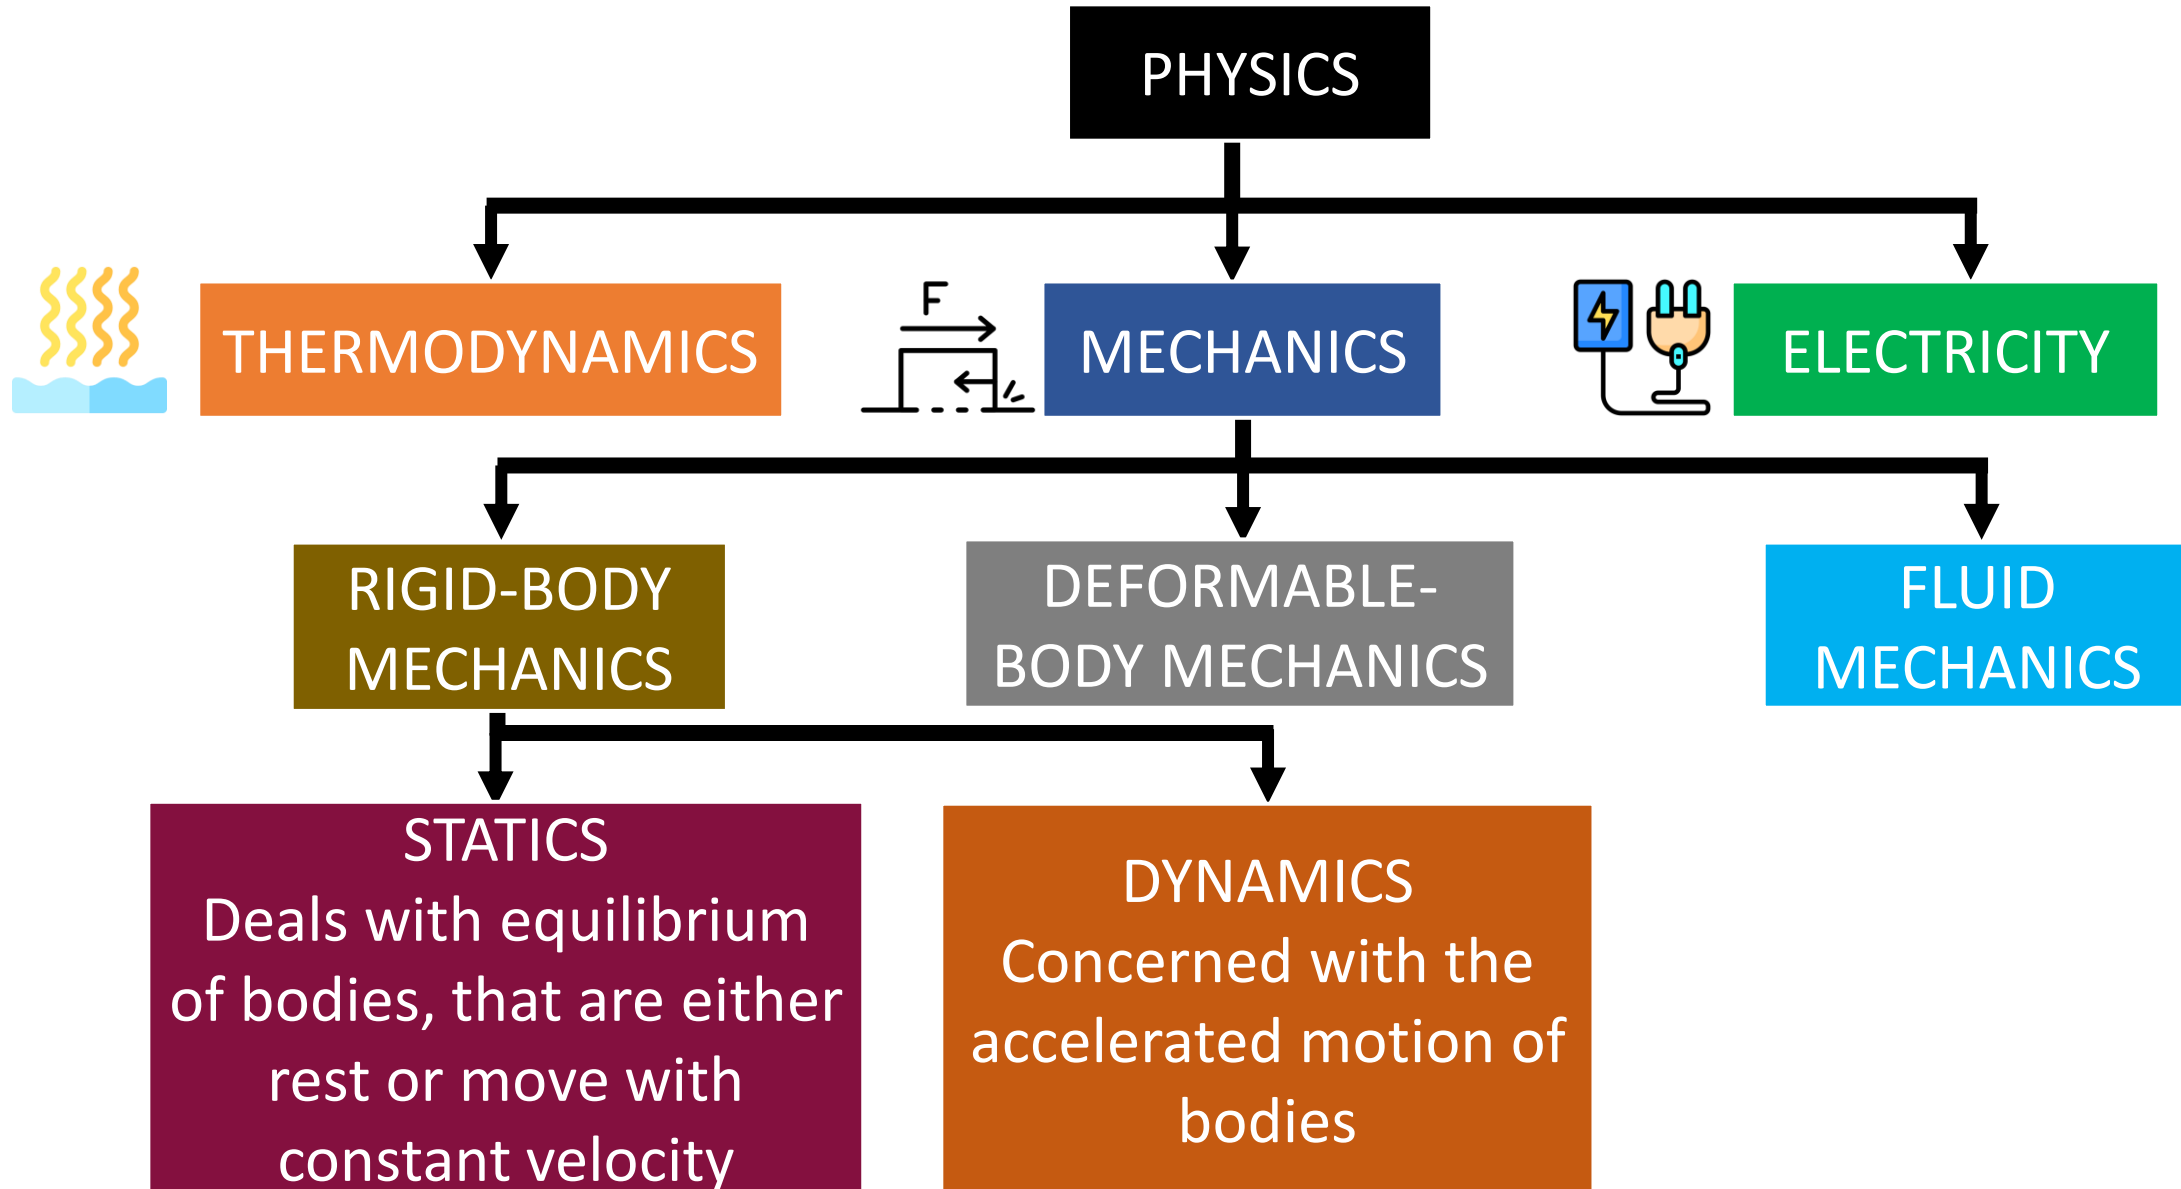 PHYSICS
THERMODYNAMICS
F
MECHANICS
ELECTRICITY
RIGID-BODY
MECHANICS
DEFORMABLE-
BODY MECHANICS
FLUID
MECHANICS
STATICS
Deals with equilibrium
of bodies, that are either
rest or move with
constant velocity
DYNAMICS
Concerned with the
accelerated motion of
bodies